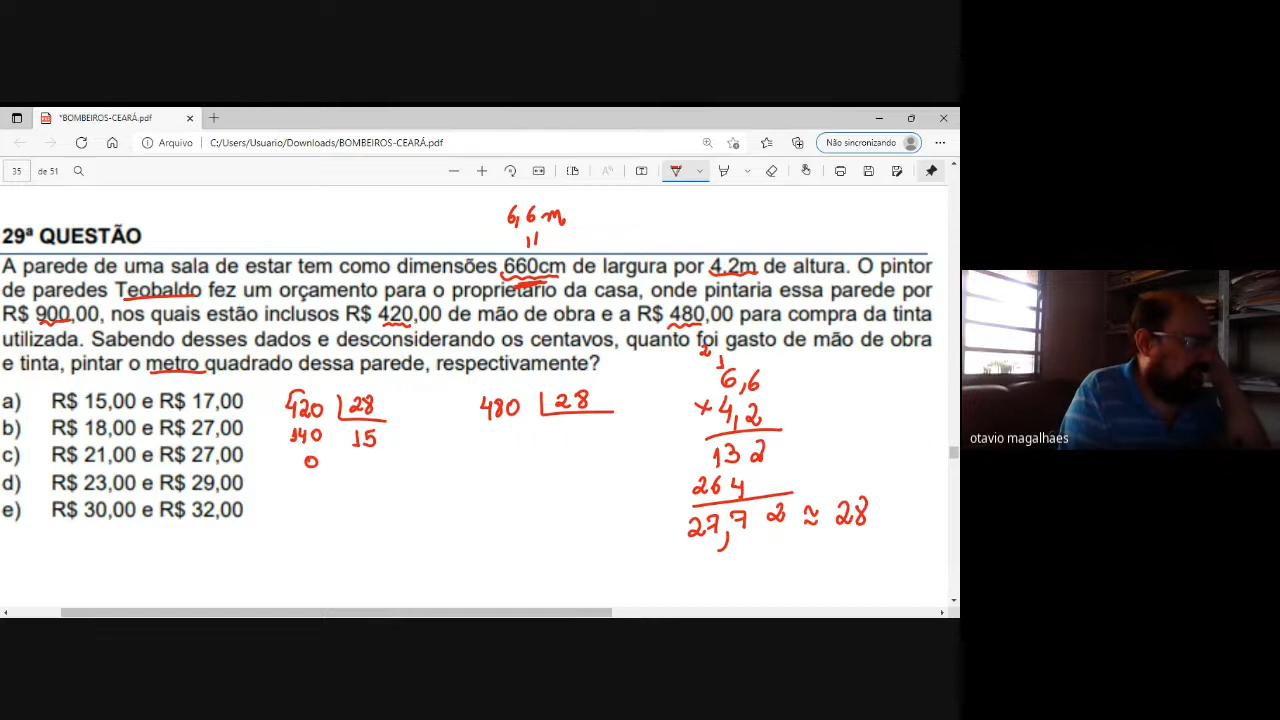 *BOMBEIROS-CEARÁ.pdf
Arquivo C:/Users/Usuario/Downloads/BOMBEIROS-CEARÁ.pdf
Não sincronizando
35 de 51
6,6 m
29ª QUESTÃO
A parede de uma sala de estar tem como dimensões 660cm de largura por 4,2m de altura. O pintor
de paredes Teobaldo fez um orçamento para o proprietário da casa, onde pintaria essa parede por
R$ 900,00, nos quais estão inclusos R$ 420,00 de mão de obra e a R$ 480,00 para compra da tinta
utilizada. Sabendo desses dados e desconsiderando os centavos, quanto foi gasto de mão de obra
e tinta, pintar o metro quadrado dessa parede, respectivamente?
a) R$ 15,00 e R$ 17,00
b) R$ 18,00 e R$ 27,00
c) R$ 21,00 e R$ 27,00
d) R$ 23,00 e R$ 29,00
e) R$ 30,00 e R$ 32,00
420 28
140 15
0
480 28
2
1
6,6
× 4,2
132
264
27,72 ≈ 28
otavio magalhaes